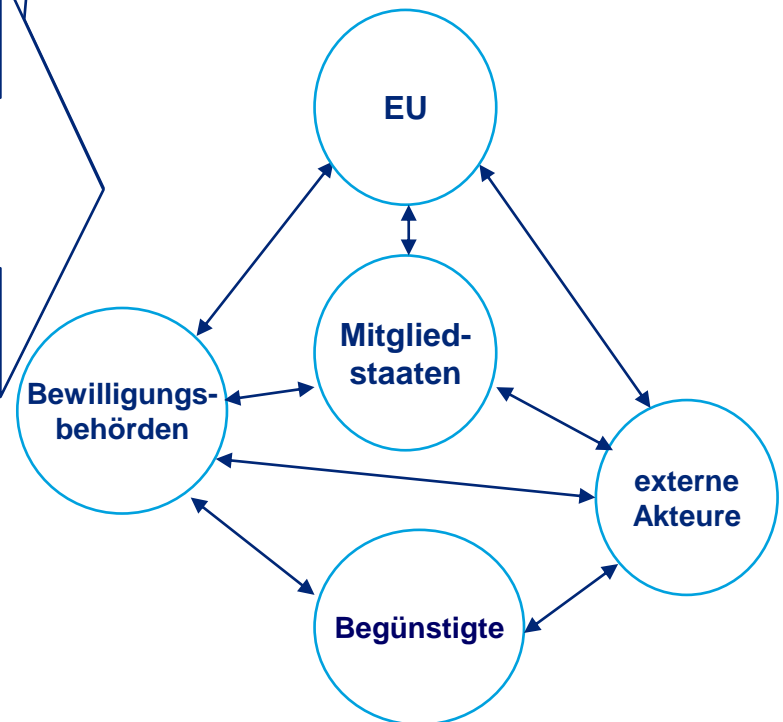 EU
Mitglied-
staaten
Bewilligungs-
behörden
externe
Akteure
Begünstigte